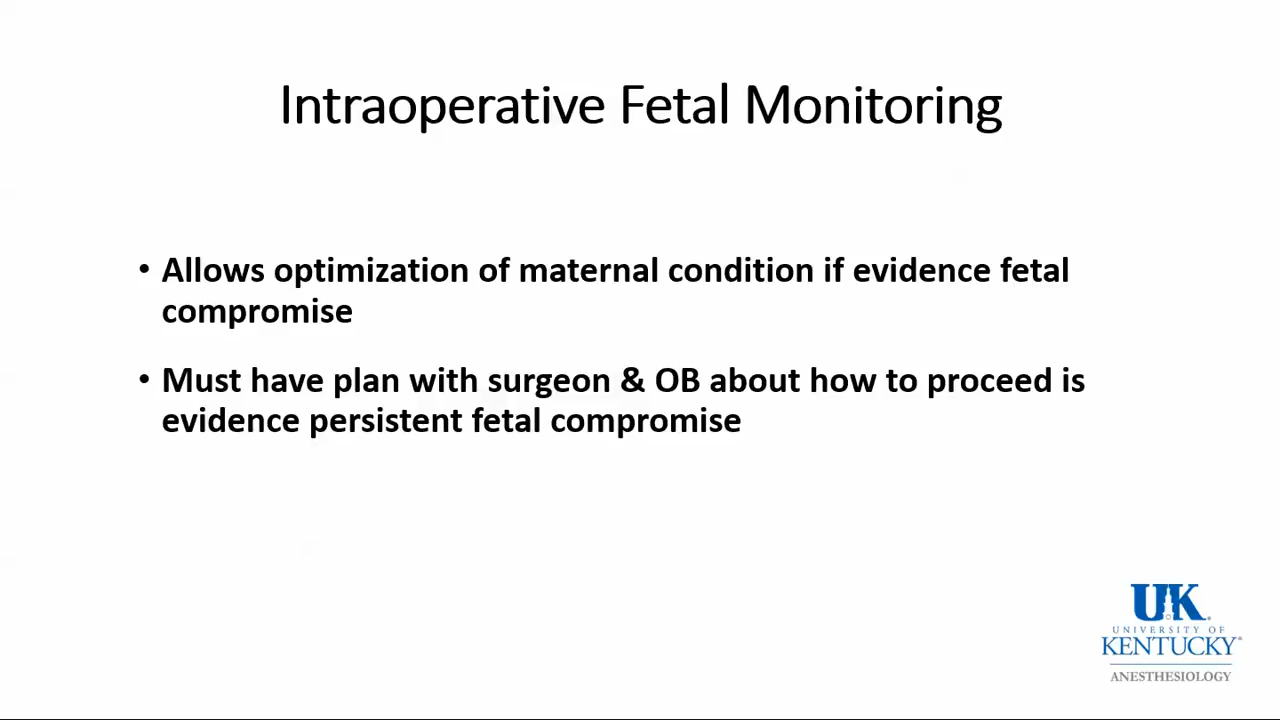 Intraoperative Fetal Monitoring
• Allows optimization of maternal condition if evidence fetal
compromise
• Must have plan with surgeon & OB about how to proceed is
evidence persistent fetal compromise
UK
UNIVERSITY OF
KENTUCKY
ANESTHESIOLOGY